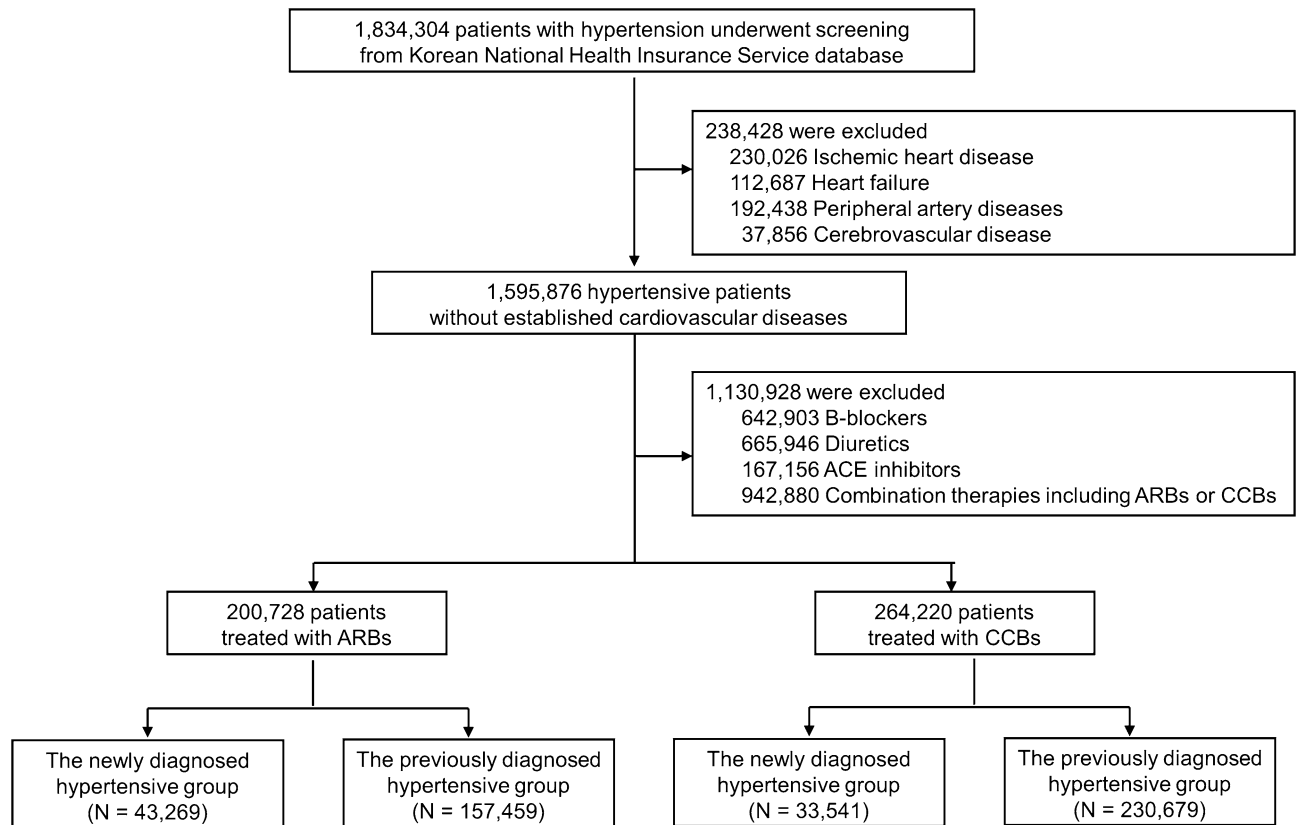 1,834,304 patients with hypertension underwent screening
from Korean National Health Insurance Service database
238,428 were excluded
230,026 Ischemic heart disease
112,687 Heart failure
192,438 Peripheral artery diseases
37,856 Cerebrovascular disease
1,595,876 hypertensive patients
without established cardiovascular diseases
1,130,928 were excluded
642,903 B-blockers
665,946 Diuretics
167,156 ACE inhibitors
942,880 Combination therapies including ARBs or CCBs
200,728 patients
treated with ARBs
264,220 patients
treated with CCBs
The newly diagnosed
hypertensive group
(N = 43,269)
The previously diagnosed
hypertensive group
(N = 157,459)
The newly diagnosed
hypertensive group
(N = 33,541)
The previously diagnosed
hypertensive group
(N = 230,679)